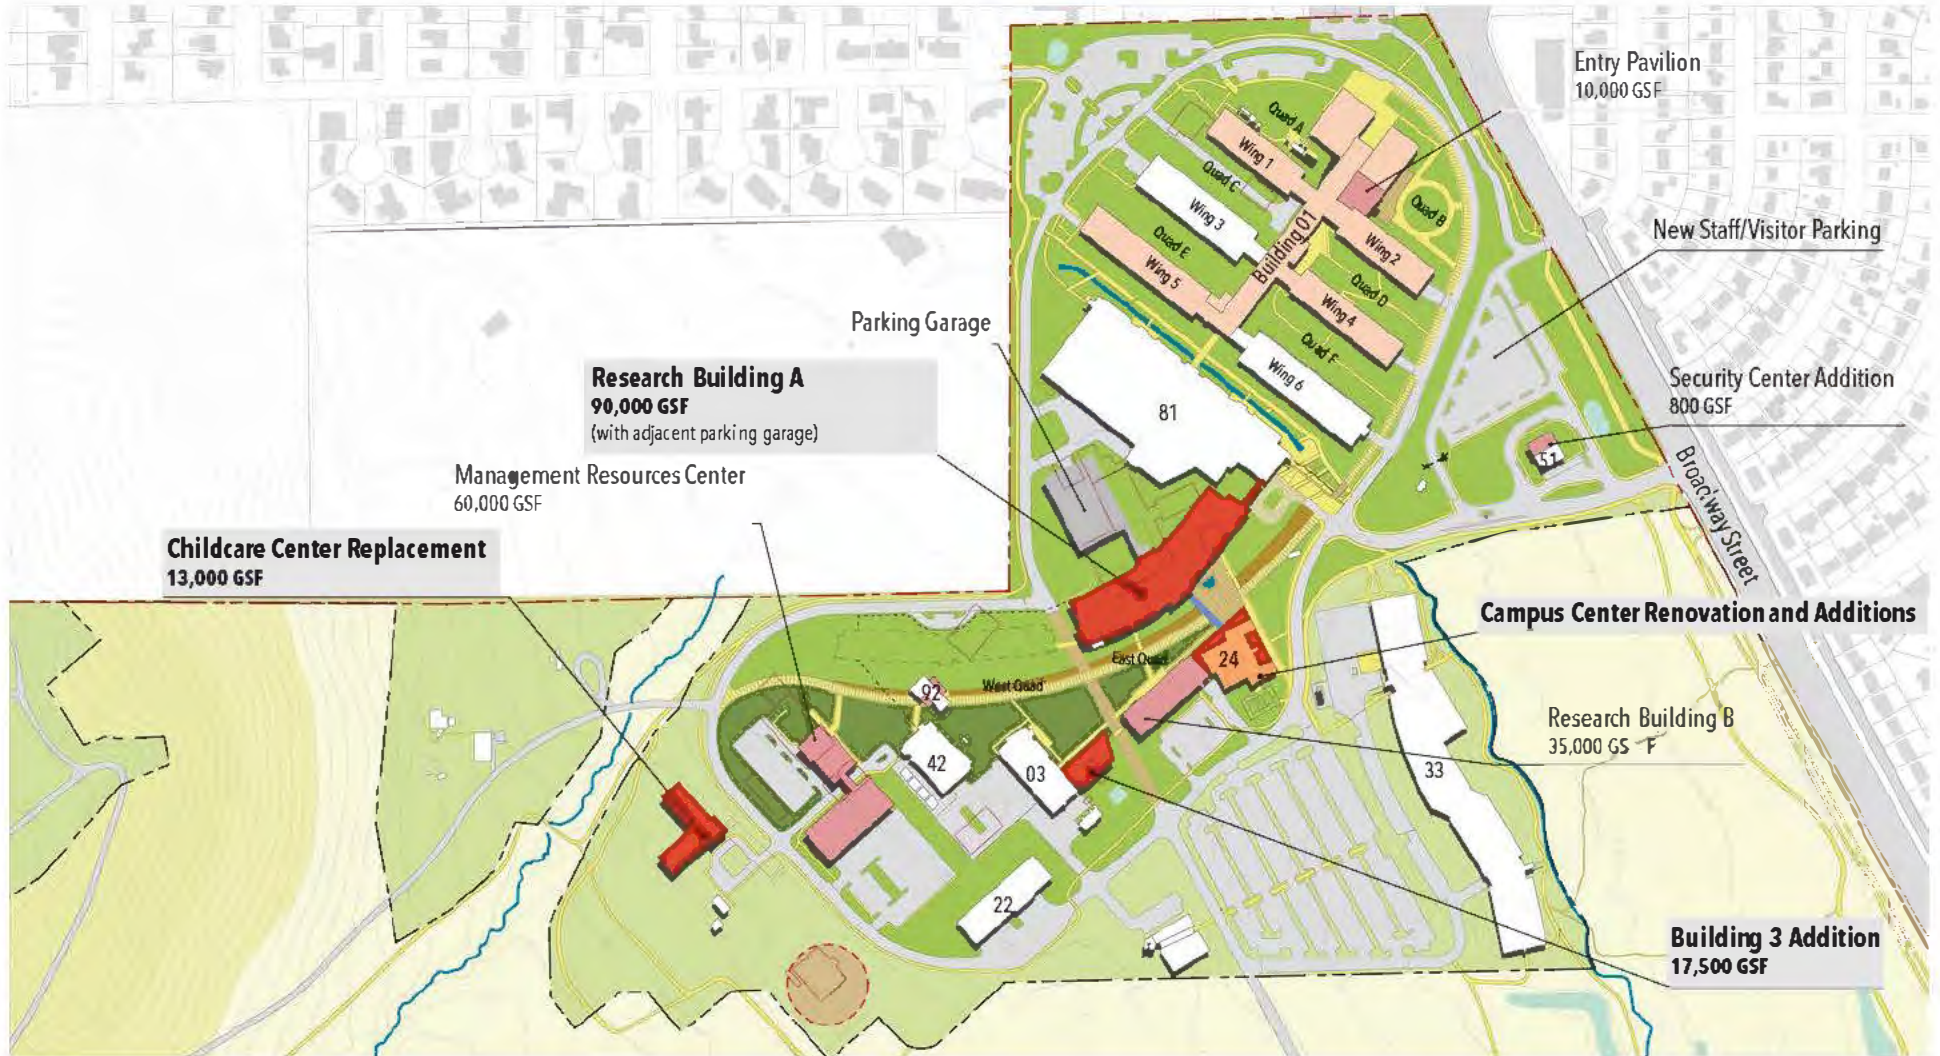 Entry Pavilion
10,000 GSF
Quad A
Wing 1
Quad C
Wing 3
Quad B
Building 01
Wing 2
Quad E
Wing 5
Quad D
Wing 4
Quad F
Wing 6
New Staff/Visitor Parking
Parking Garage
Research Building A
90,000 GSF
(with adjacent parking garage)
81
Security Center Addition
800 GSF
51
Broadway Street
Management Resources Center
60,000 GSF
Childcare Center Replacement
13,000 GSF
Campus Center Renovation and Additions
East Quad
24
West Quad
92
Research Building B
35,000 GS F
42
03
33
22
Building 3 Addition
17,500 GSF